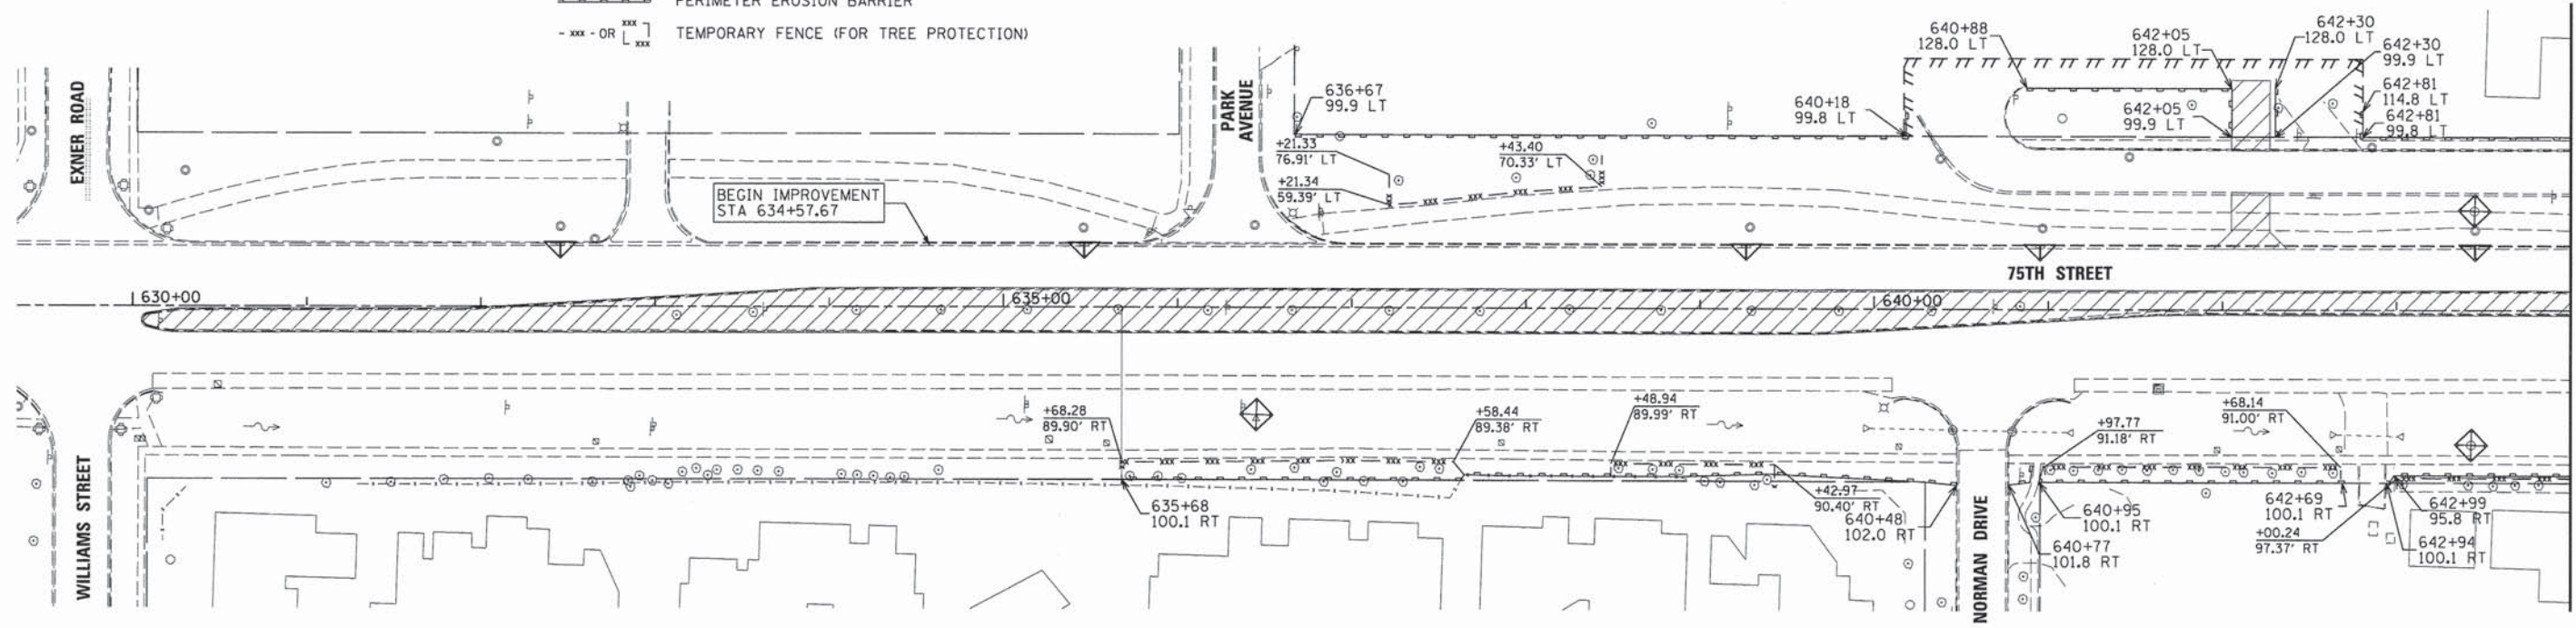 PERIMETER EROSION BARRIER
- xxx - OR xxx xxx TEMPORARY FENCE (FOR TREE PROTECTION)
EXNER ROAD
PARK
AVENUE
BEGIN IMPROVEMENT
STA 634+57.67
636+67
99.9 LT
+21.33
76.91' LT
+21.34
59.39' LT
+43.40
70.33' LT
640+18
99.8 LT
640+88
128.0 LT
642+05
128.0 LT
642+05
99.9 LT
642+30
128.0 LT
642+30
99.9 LT
642+81
114.8 LT
642+81
99.8 LT
75TH STREET
630+00
635+00
640+00
WILLIAMS STREET
+68.28
89.90' RT
635+68
100.1 RT
+58.44
89.38' RT
+48.94
89.99' RT
+42.97
90.40' RT
640+48
102.0 RT
NORMAN DRIVE
+97.77
91.18' RT
+68.14
91.00' RT
640+95
100.1 RT
640+77
101.8 RT
642+69
100.1 RT
+00.24
97.37' RT
642+99
95.8 RT
642+94
100.1 RT